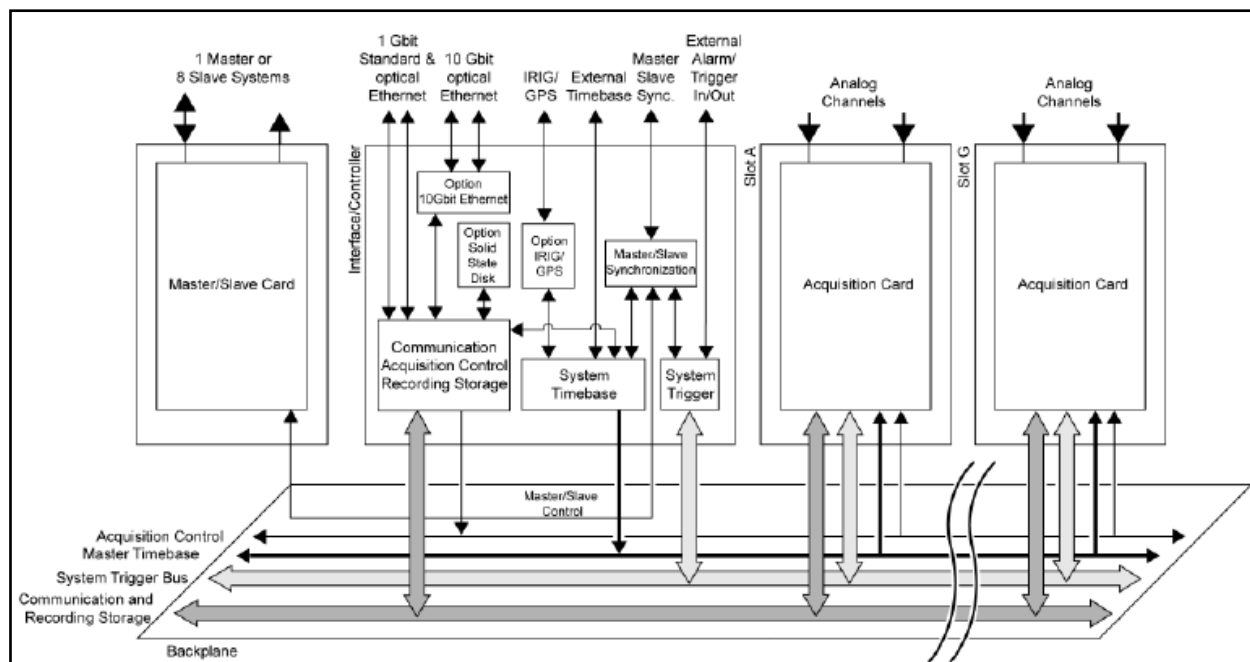 1 Master or
8 Slave Systems
1 Gbit
Standard &
optical
Ethernet
10 Gbit
optical
Ethernet
IRIG/
GPS
External
Timebase
Master
Slave
Sync.
External
Alarm/
Trigger
In/Out
Analog
Channels
Analog
Channels
Master/Slave Card
Interface/Controller
Option
10Gbit Ethernet
Option
Solid
State
Disk
Option
IRIG/
GPS
Master/Slave
Synchronization
Communication
Acquisition Control
Recording Storage
System
Timebase
System
Trigger
Slot A
Acquisition Card
Slot G
Acquisition Card
Master/Slave
Control
Acquisition Control
Master Timebase
System Trigger Bus
Communication and
Recording Storage
Backplane